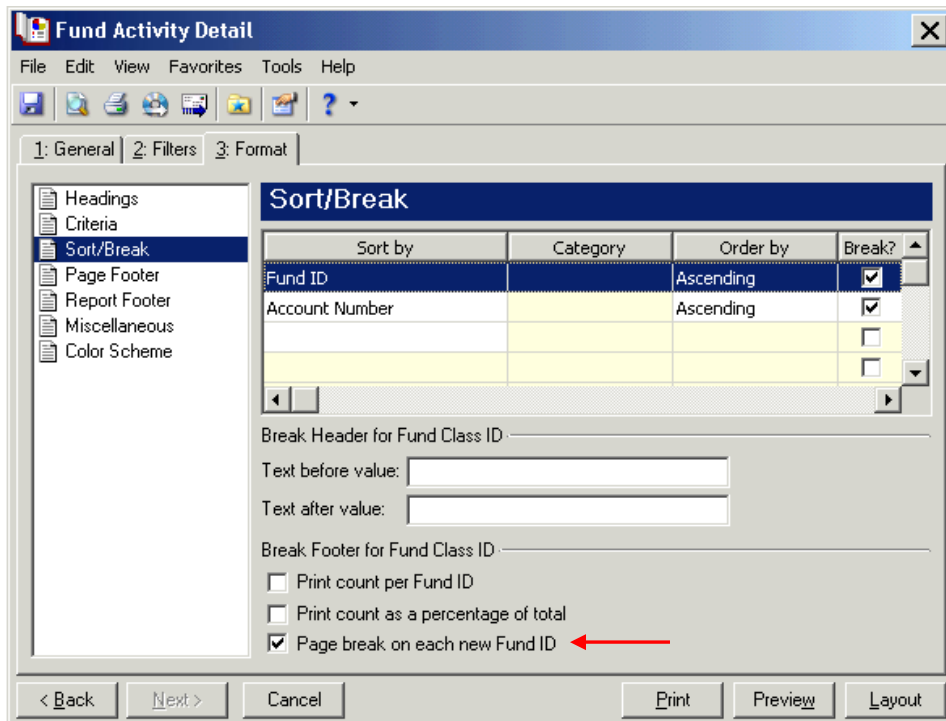 Fund Activity Detail
File Edit View Favorites Tools Help
?
1: General 2: Filters 3: Format
Headings
Criteria
Sort/Break
Page Footer
Report Footer
Miscellaneous
Color Scheme
Sort/Break
Sort by Category Order by Break?
Fund ID Ascending
Account Number Ascending
Break Header for Fund Class ID
Text before value:
Text after value:
Break Footer for Fund Class ID
Print count per Fund ID
Print count as a percentage of total
Page break on each new Fund ID
< Back Next > Cancel Print Preview Layout